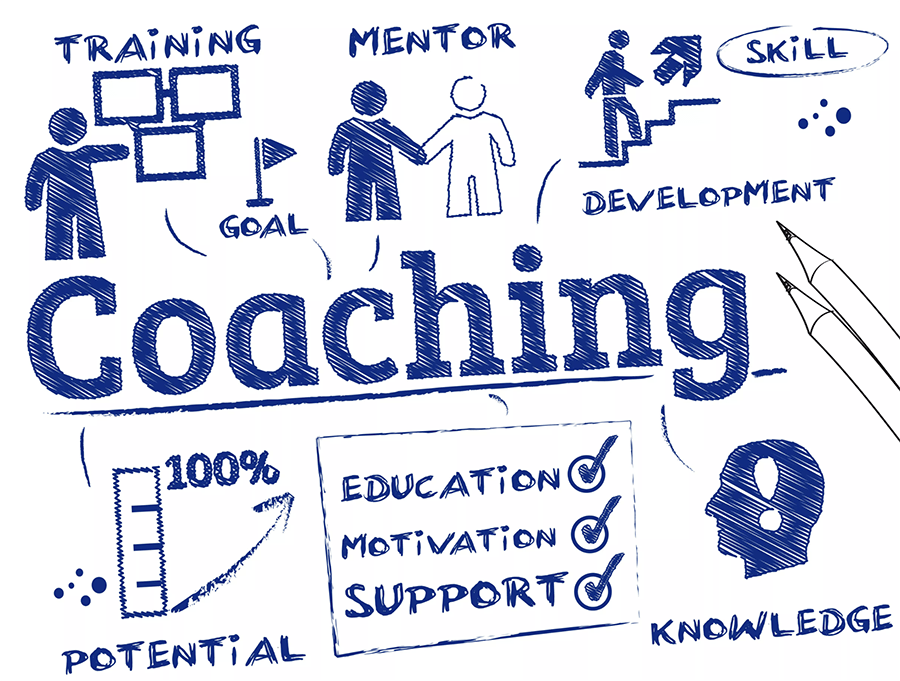 TRAINING
MENTOR
SKILL
GOAL
DEVELOPMENT
Coaching
100%
EDUCATION
MOTIVATION
SUPPORT
POTENTIAL
KNOWLEDGE